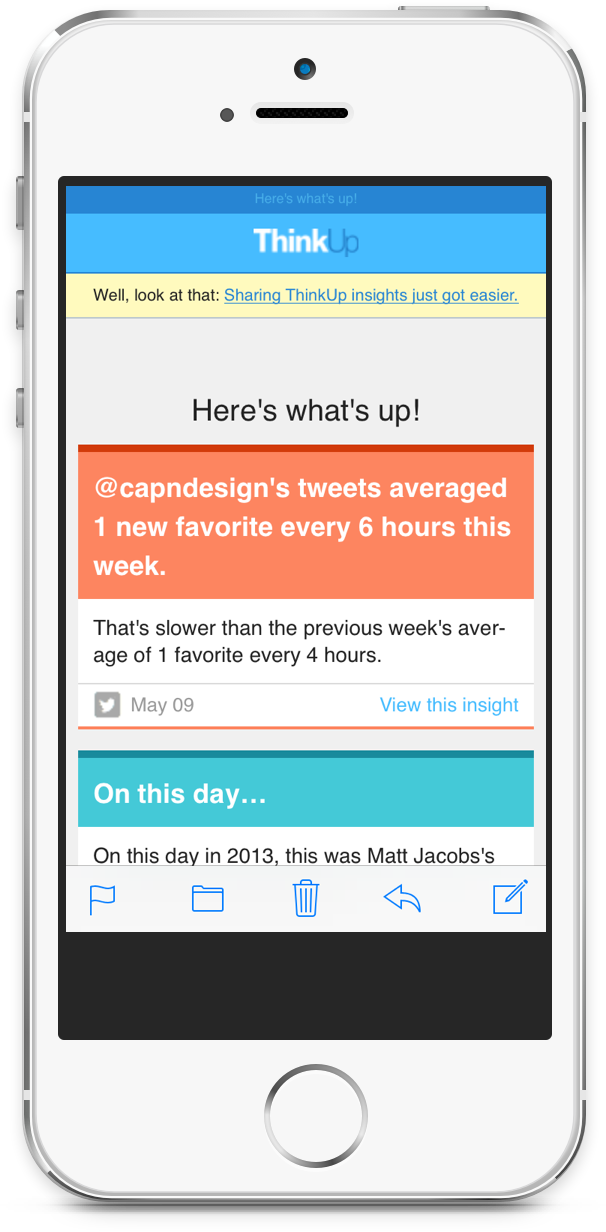 Here's what's up!
ThinkUp
Well, look at that: Sharing ThinkUp insights just got easier.
Here's what's up!
@capndesign's tweets averaged
1 new favorite every 6 hours this
week.
That's slower than the previous week's aver-
age of 1 favorite every 4 hours.
May 09
View this insight
On this day...
On this day in 2013, this was Matt Jacobs's